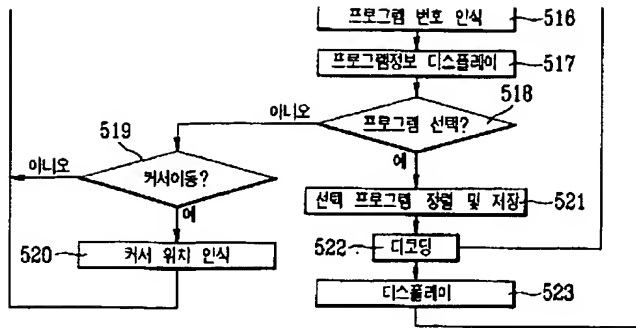 프로그램 번호 인식
516
프로그램정보 디스플레이
517
518
아니오
프로그램 선택?
519
아니오
커서이동?
예
예
선택 프로그램 정렬 및 저장
521
520
커서 위치 인식
522
디코딩
디스플레이
523